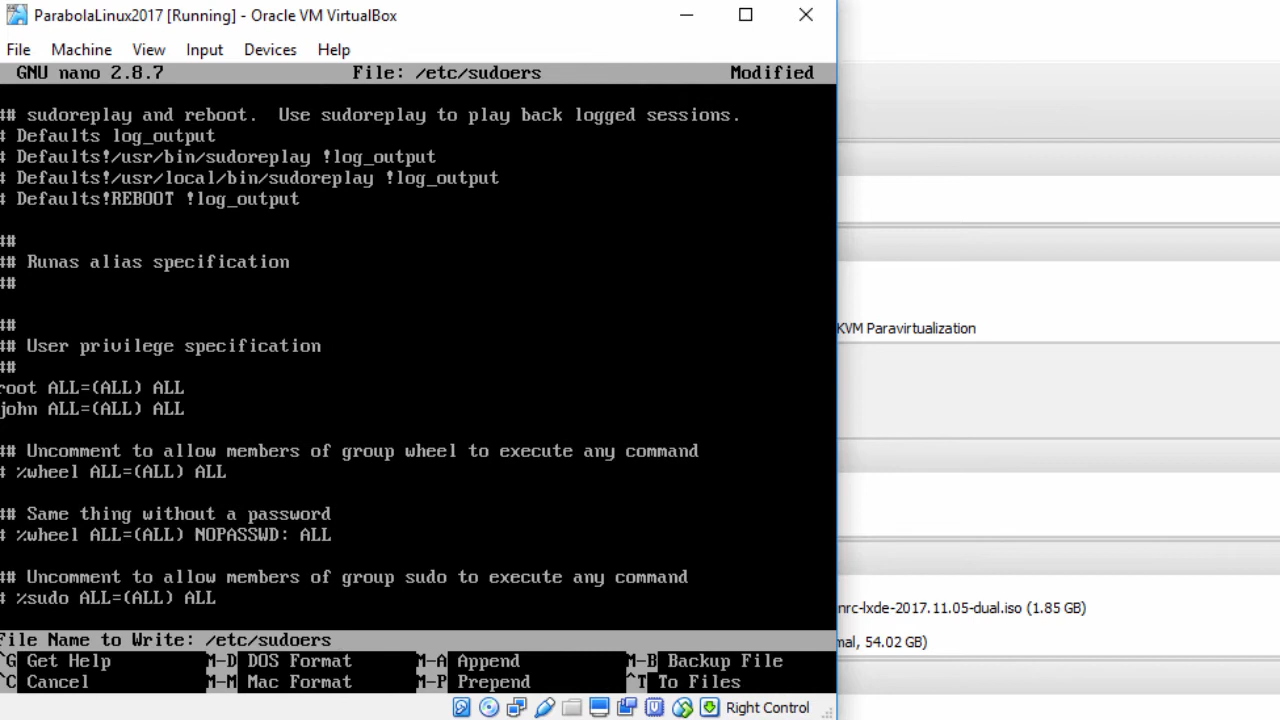 ParabolaLinux2017 [Running] - Oracle VM VirtualBox
File Machine View Input Devices Help
GNU nano 2.8.7 File: /etc/sudoers Modified
## sudoreplay and reboot. Use sudoreplay to play back logged sessions.
# Defaults log_output
# Defaults!/usr/bin/sudoreplay !log_output
# Defaults!/usr/local/bin/sudoreplay !log_output
# Defaults!REBOOT !log_output
##
## Runas alias specification
##
##
## User privilege specification
##
root ALL=(ALL) ALL
john ALL=(ALL) ALL
## Uncomment to allow members of group wheel to execute any command
# %wheel ALL=(ALL) ALL
## Same thing without a password
# %wheel ALL=(ALL) NOPASSWD: ALL
## Uncomment to allow members of group sudo to execute any command
# %sudo ALL=(ALL) ALL
File Name to Write: /etc/sudoers
^G Get Help M-D DOS Format M-A Append M-B Backup File
^C Cancel M-M Mac Format M-P Prepend ^T To Files
Right Control
KVM Paravirtualization
nrc-lxde-2017.11.05-dual.iso (1.85 GB)
mal, 54.02 GB)